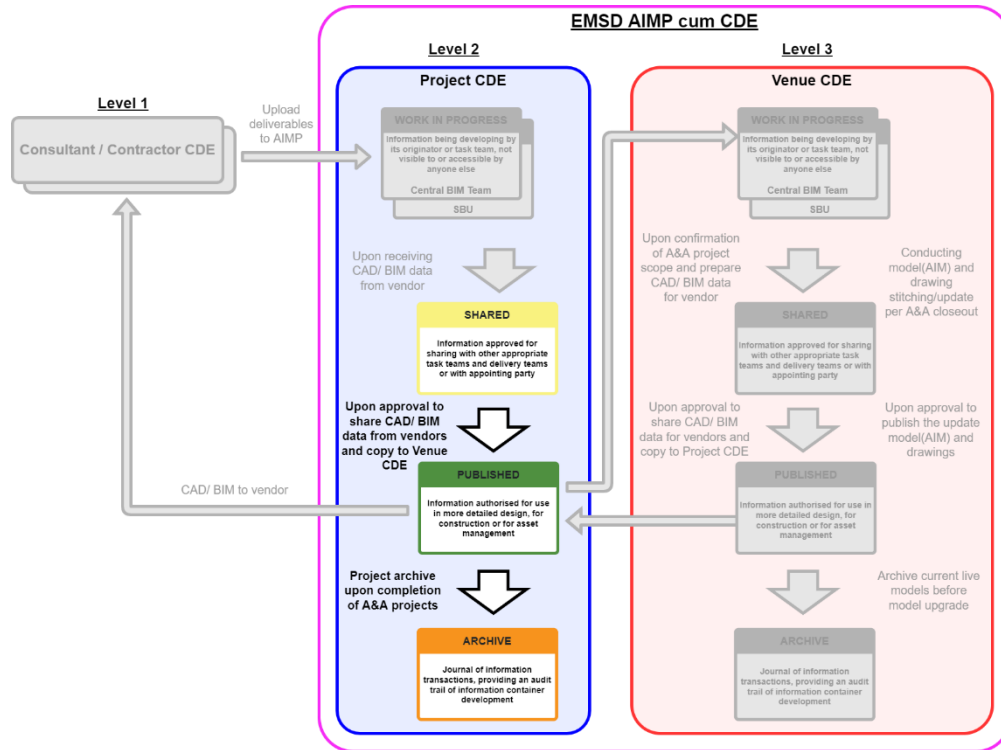 EMSD AIMP cum CDE
Level 1
Consultant / Contractor CDE
Upload
deliverables
to AIMP
CAD/ BIM to vendor
Level 2
Project CDE
WORK IN PROGRESS
Information being developing by
its originator or task team, not
visible to or accessible by
anyone else
Central BIM Team
SBU
Upon receiving
CAD/ BIM data
from vendor
SHARED
Information approved for
sharing with other appropriate
task teams and delivery teams
or with appointing party
Upon approval to
share CAD/ BIM
data from vendors
and copy to Venue
CDE
PUBLISHED
Information authorised for use
in more detailed design, for
construction or for asset
management
Project archive
upon completion
of A&A projects
ARCHIVE
Journal of information
transactions, providing an audit
trail of information container
development
Level 3
Venue CDE
WORK IN PROGRESS
Information being developing by
its originator or task team, not
visible to or accessible by
anyone else
Central BIM Team
SBU
Upon confirmation
of A&A project
scope and prepare
CAD/ BIM data
for vendor
Conducting
model(AIM) and
drawing
stitching/update
per A&A closeout
SHARED
Information approved for
sharing with other appropriate
task teams and delivery teams
or with appointing party
Upon approval to
share CAD/ BIM
data for vendors and
copy to Project CDE
Upon approval to
publish the update
model(AIM) and
drawings
PUBLISHED
Information authorised for use
in more detailed design, for
construction or for asset
management
Archive current live
models before
model upgrade
ARCHIVE
Journal of information
transactions, providing an audit
trail of information container
development